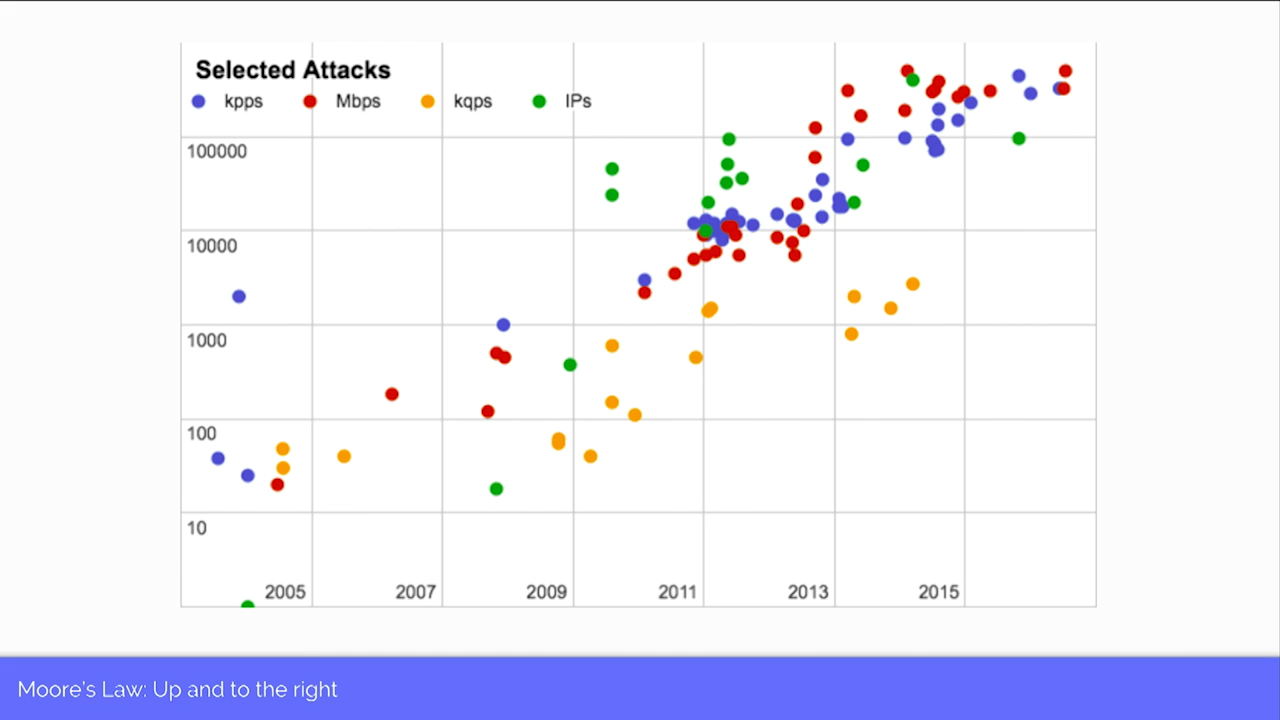 Selected Attacks
kpps Mbps kqps IPs
100000
10000
1000
100
10
2005 2007 2009 2011 2013 2015
Moore's Law: Up and to the right